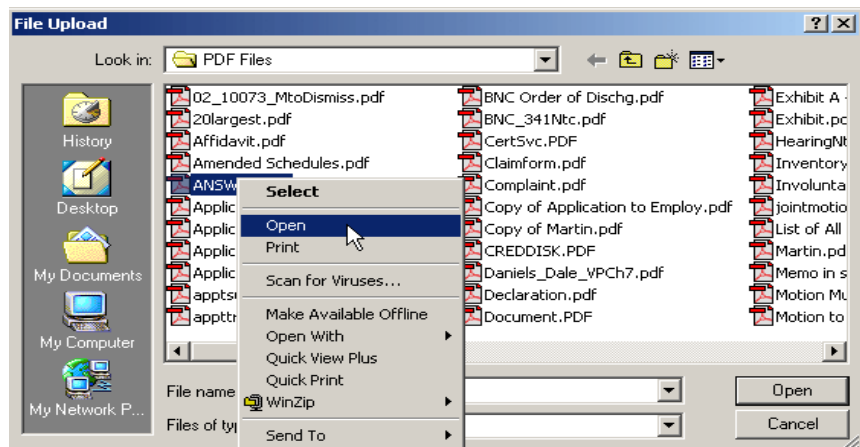 File Upload
Look in: PDF Files
History
Desktop
My Documents
My Computer
My Network P...
02_10073_MtoDismiss.pdf
20largest.pdf
Affidavit.pdf
Amended Schedules.pdf
ANSW
Applic
Applic
Applic
Applic
appts
apptt
BNC Order of Dischg.pdf
BNC_341Ntc.pdf
CertSvc.PDF
Claimform.pdf
Complaint.pdf
Copy of Application to Employ.pdf
Copy of Martin.pdf
CREDDISK.PDF
Daniels_Dale_VPCh7.pdf
Declaration.pdf
Document.PDF
Exhibit A -
Exhibit.pd
HearingNt
Inventory
Involunta
jointmotio
List of All
Martin.pd
Memo in s
Motion Mu
Motion to
Select
Open
Print
Scan for Viruses...
Make Available Offline
Open With
Quick View Plus
Quick Print
WinZip
Send To
File name
Files of ty
Open
Cancel